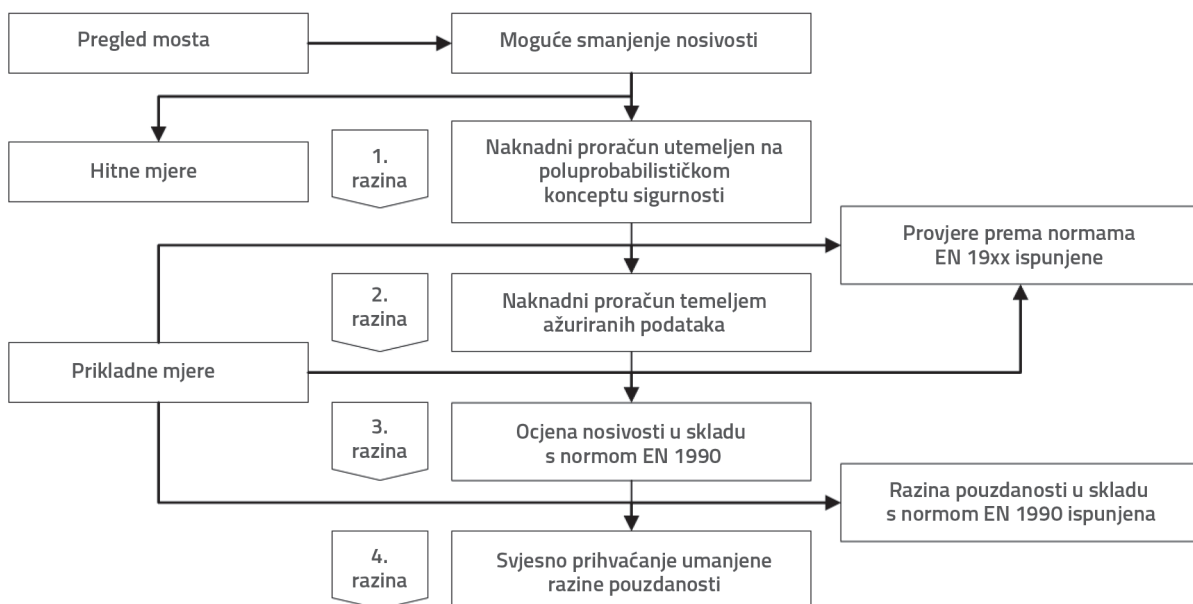 Pregled mosta
Moguće smanjenje nosivosti
Hitne mjere
1.
razina
Naknadni proračun utemeljen na
poluprobabilističkom
konceptu sigurnosti
Provjere prema normama
EN 19xx ispunjene
2.
razina
Naknadni proračun temeljem
ažuriranih podataka
Prikladne mjere
3.
razina
Ocjena nosivosti u skladu
s normom EN 1990
Razina pouzdanosti u skladu
s normom EN 1990 ispunjena
4.
razina
Svjesno prihvaćanje umanjene
razine pouzdanosti